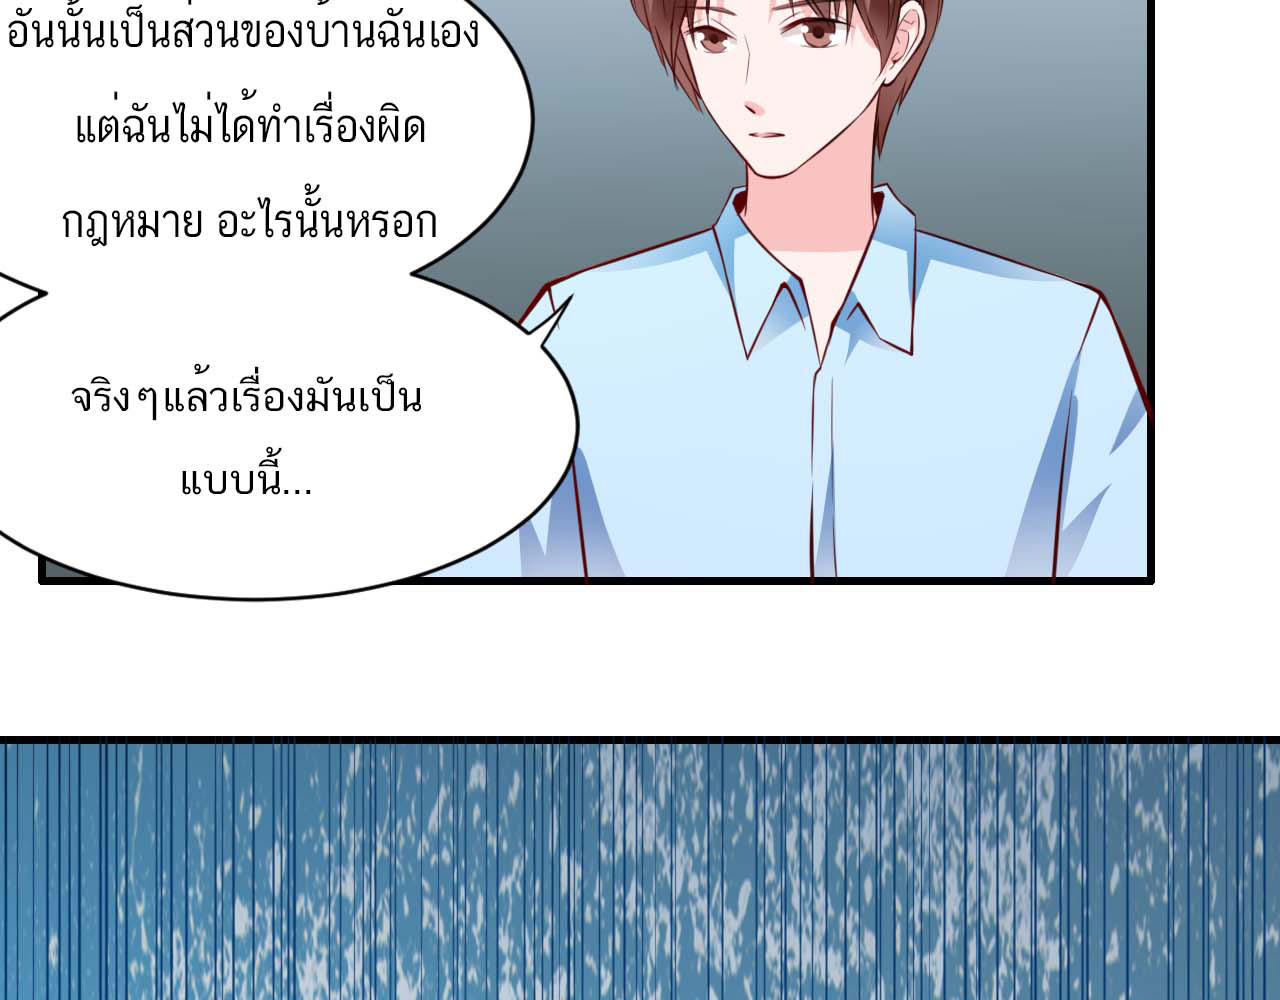 อันนั้นเป็นส่วนของบ้านฉันเอง
แต่ฉันไม่ได้ทำเรื่องผิด
กฎหมาย อะไรนั้นหรอก
จริงๆแล้วเรื่องมันเป็น
แบบนี้...